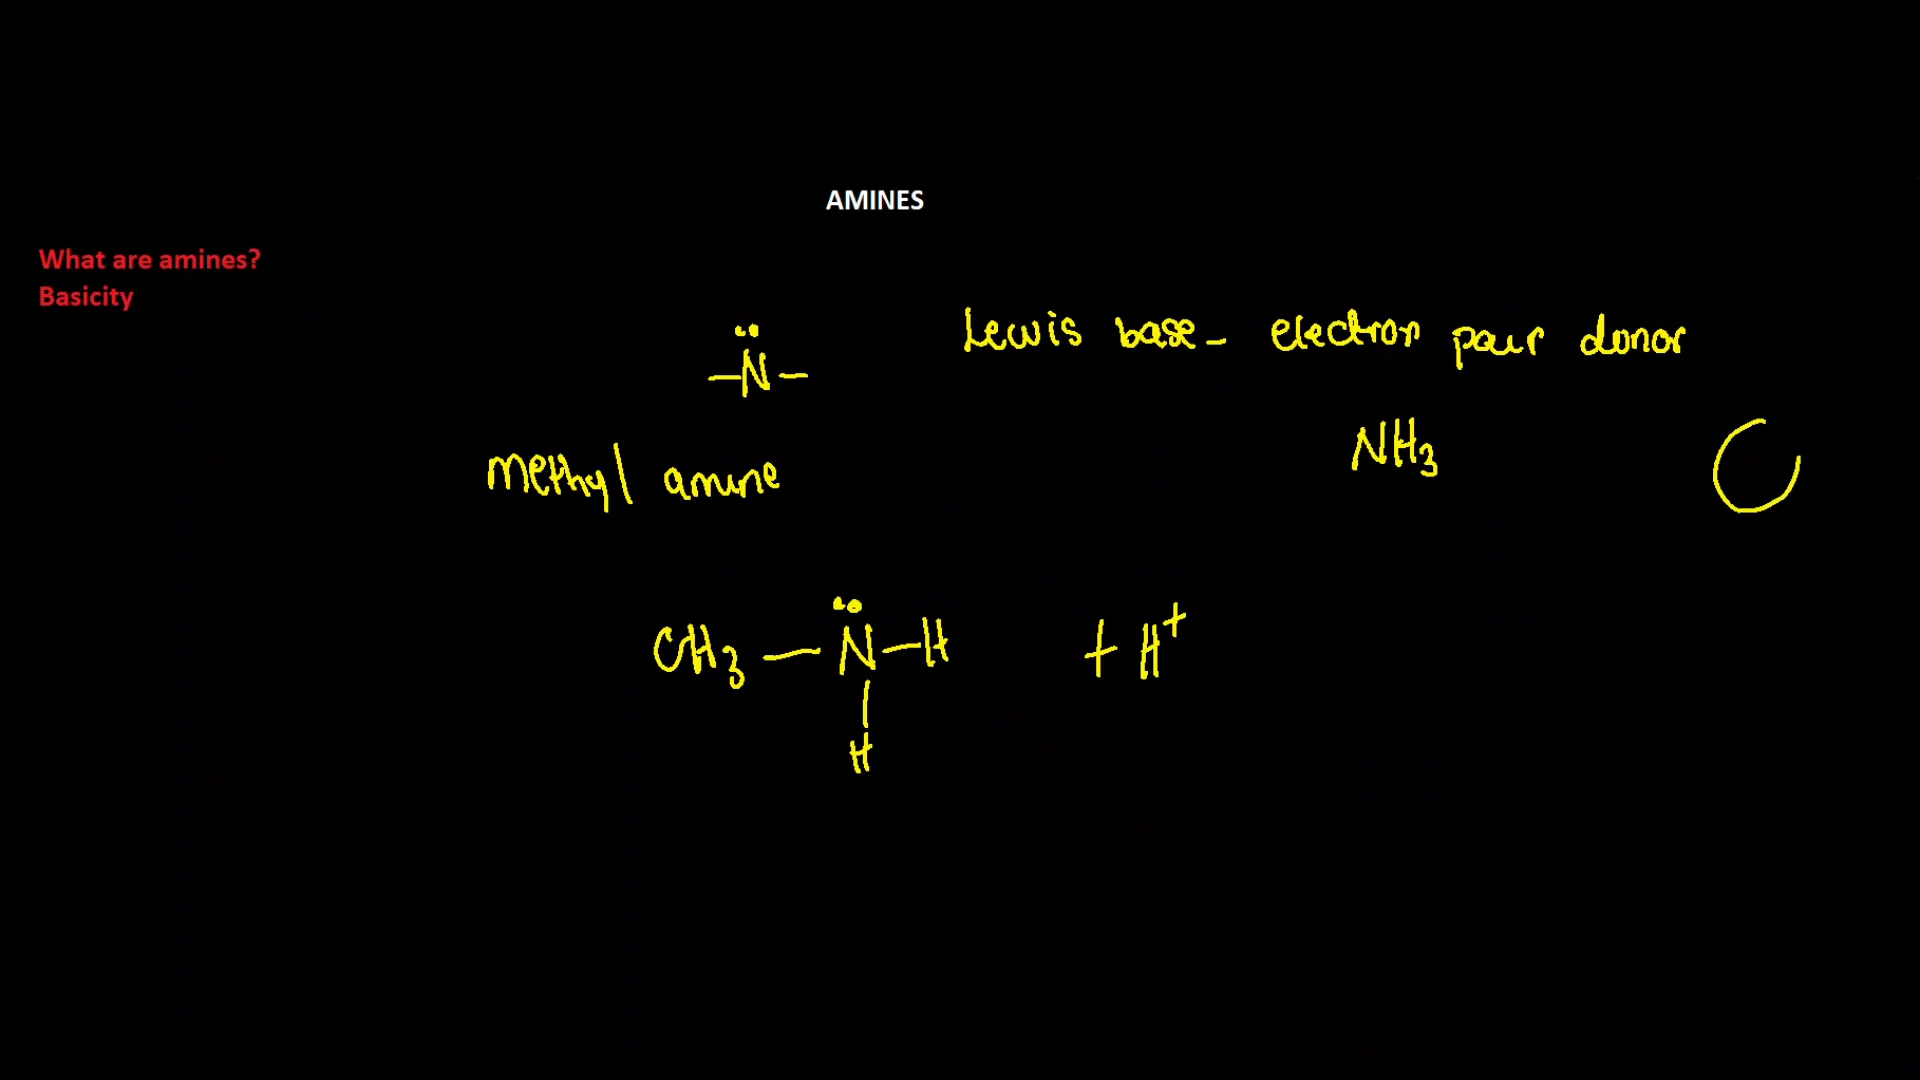 AMINES
What are amines?
Basicity
N
Lewis base - electron pair donor
NH3
Methyl amine
CH3 — N — H + H+
H